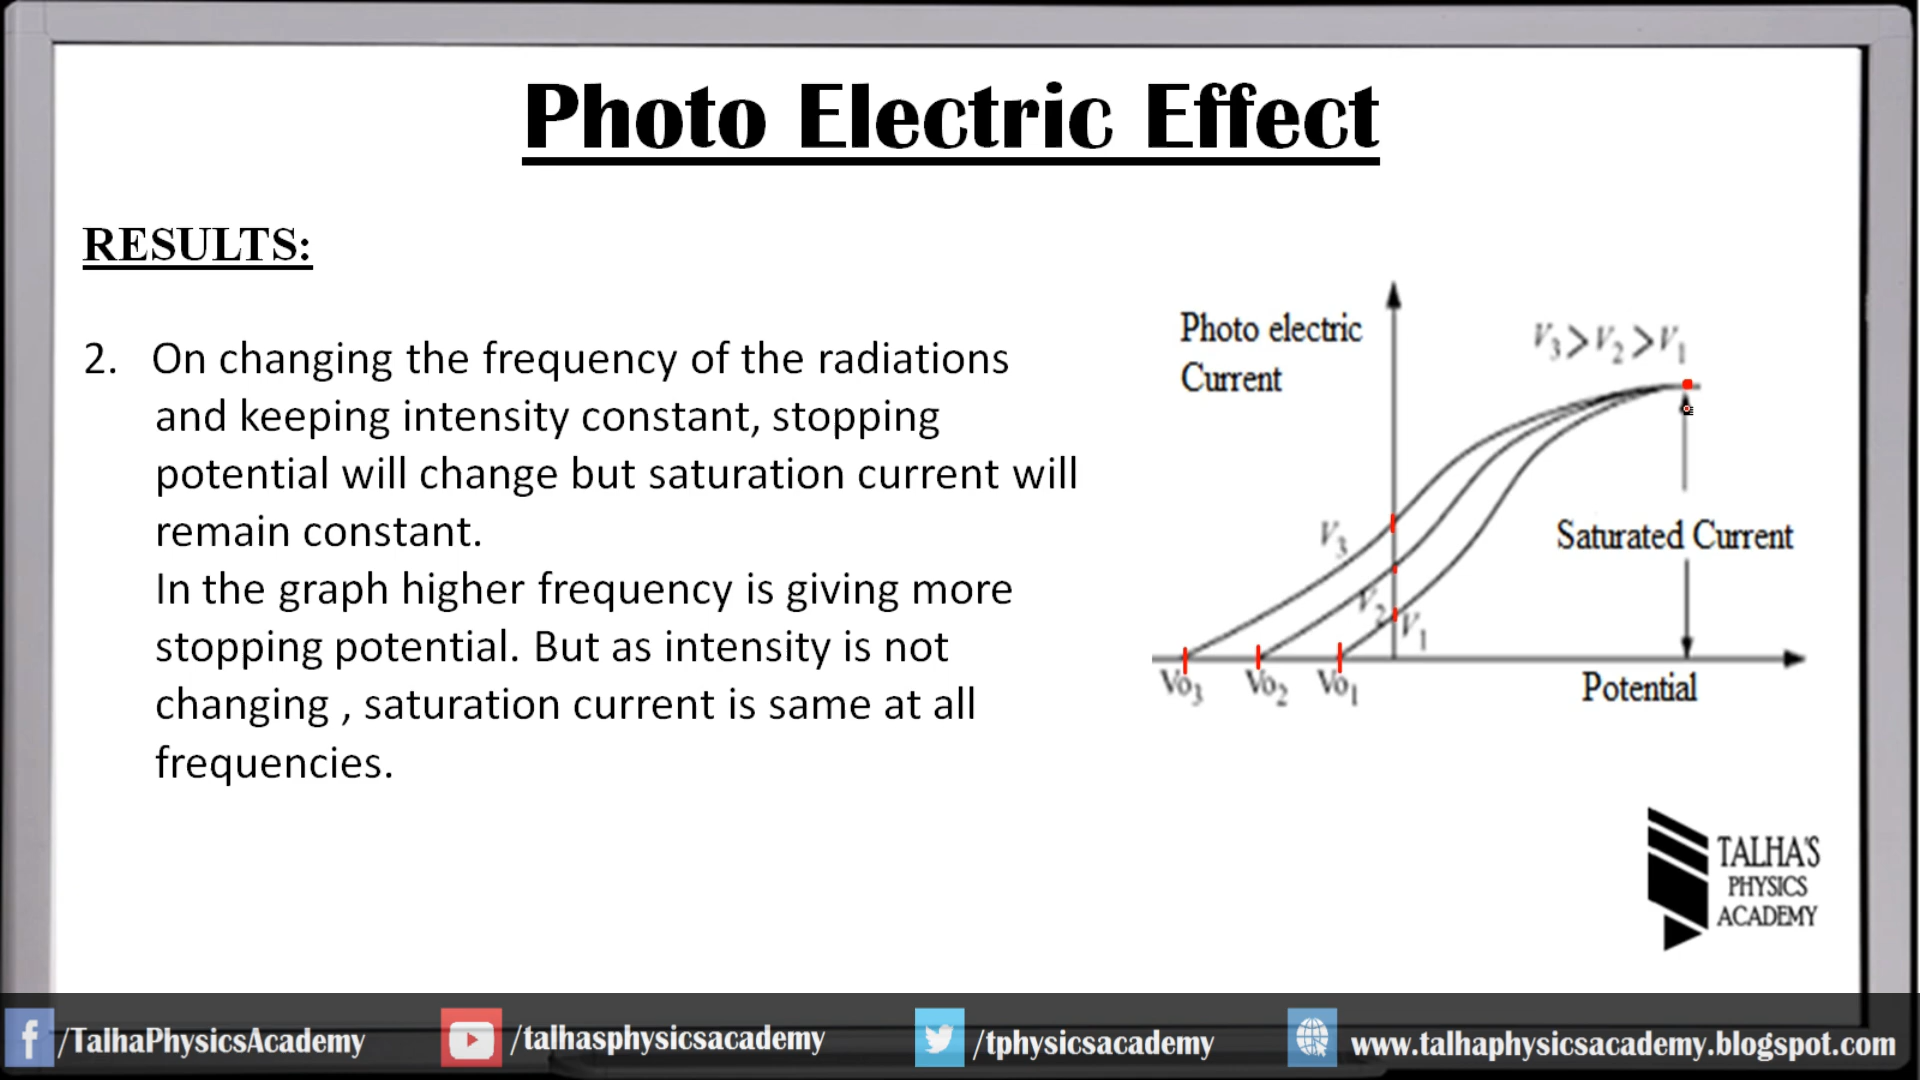 Photo Electric Effect
RESULTS:
2. On changing the frequency of the radiations
and keeping intensity constant, stopping
potential will change but saturation current will
remain constant.
In the graph higher frequency is giving more
stopping potential. But as intensity is not
changing , saturation current is same at all
frequencies.
Photo electric
Current
V₃>V₂>V₁
V₃
V₂
V₁
Saturated Current
Vo₃ Vo₂ Vo₁
Potential
TALHA'S
PHYSICS
ACADEMY
/TalhaPhysicsAcademy
/talhasphysicsacademy
/tphysicsacademy
www.talhaphysicsacademy.blogspot.com